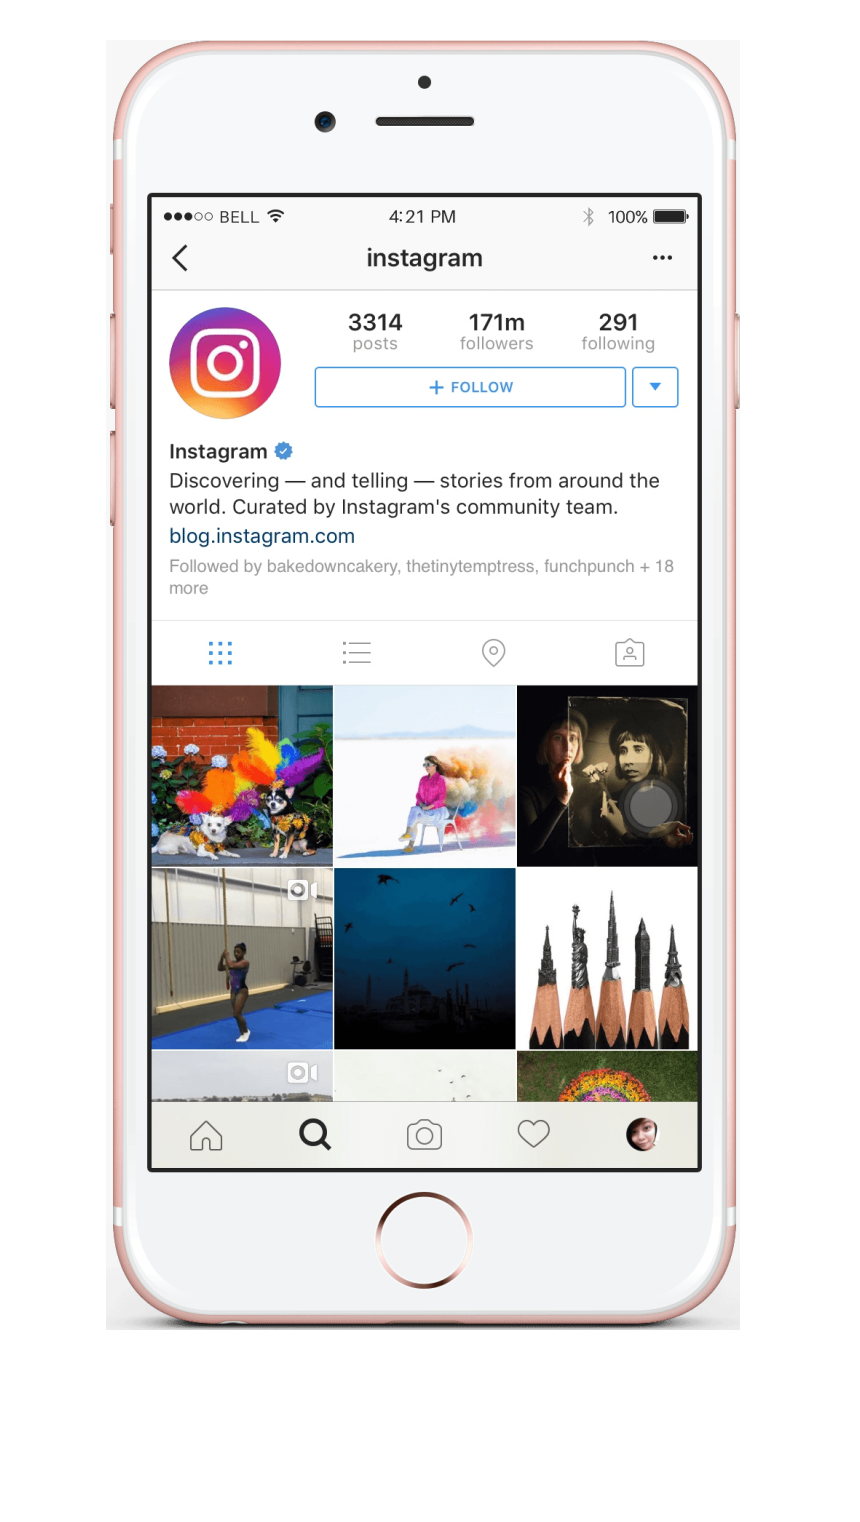 BELL 4:21 PM 100%
instagram
3314 171m 291
posts followers following
+ FOLLOW
Instagram
Discovering — and telling — stories from around the
world. Curated by Instagram's community team.
blog.instagram.com
Followed by bakedowncakery, thetinytemptress, funchpunch + 18
more